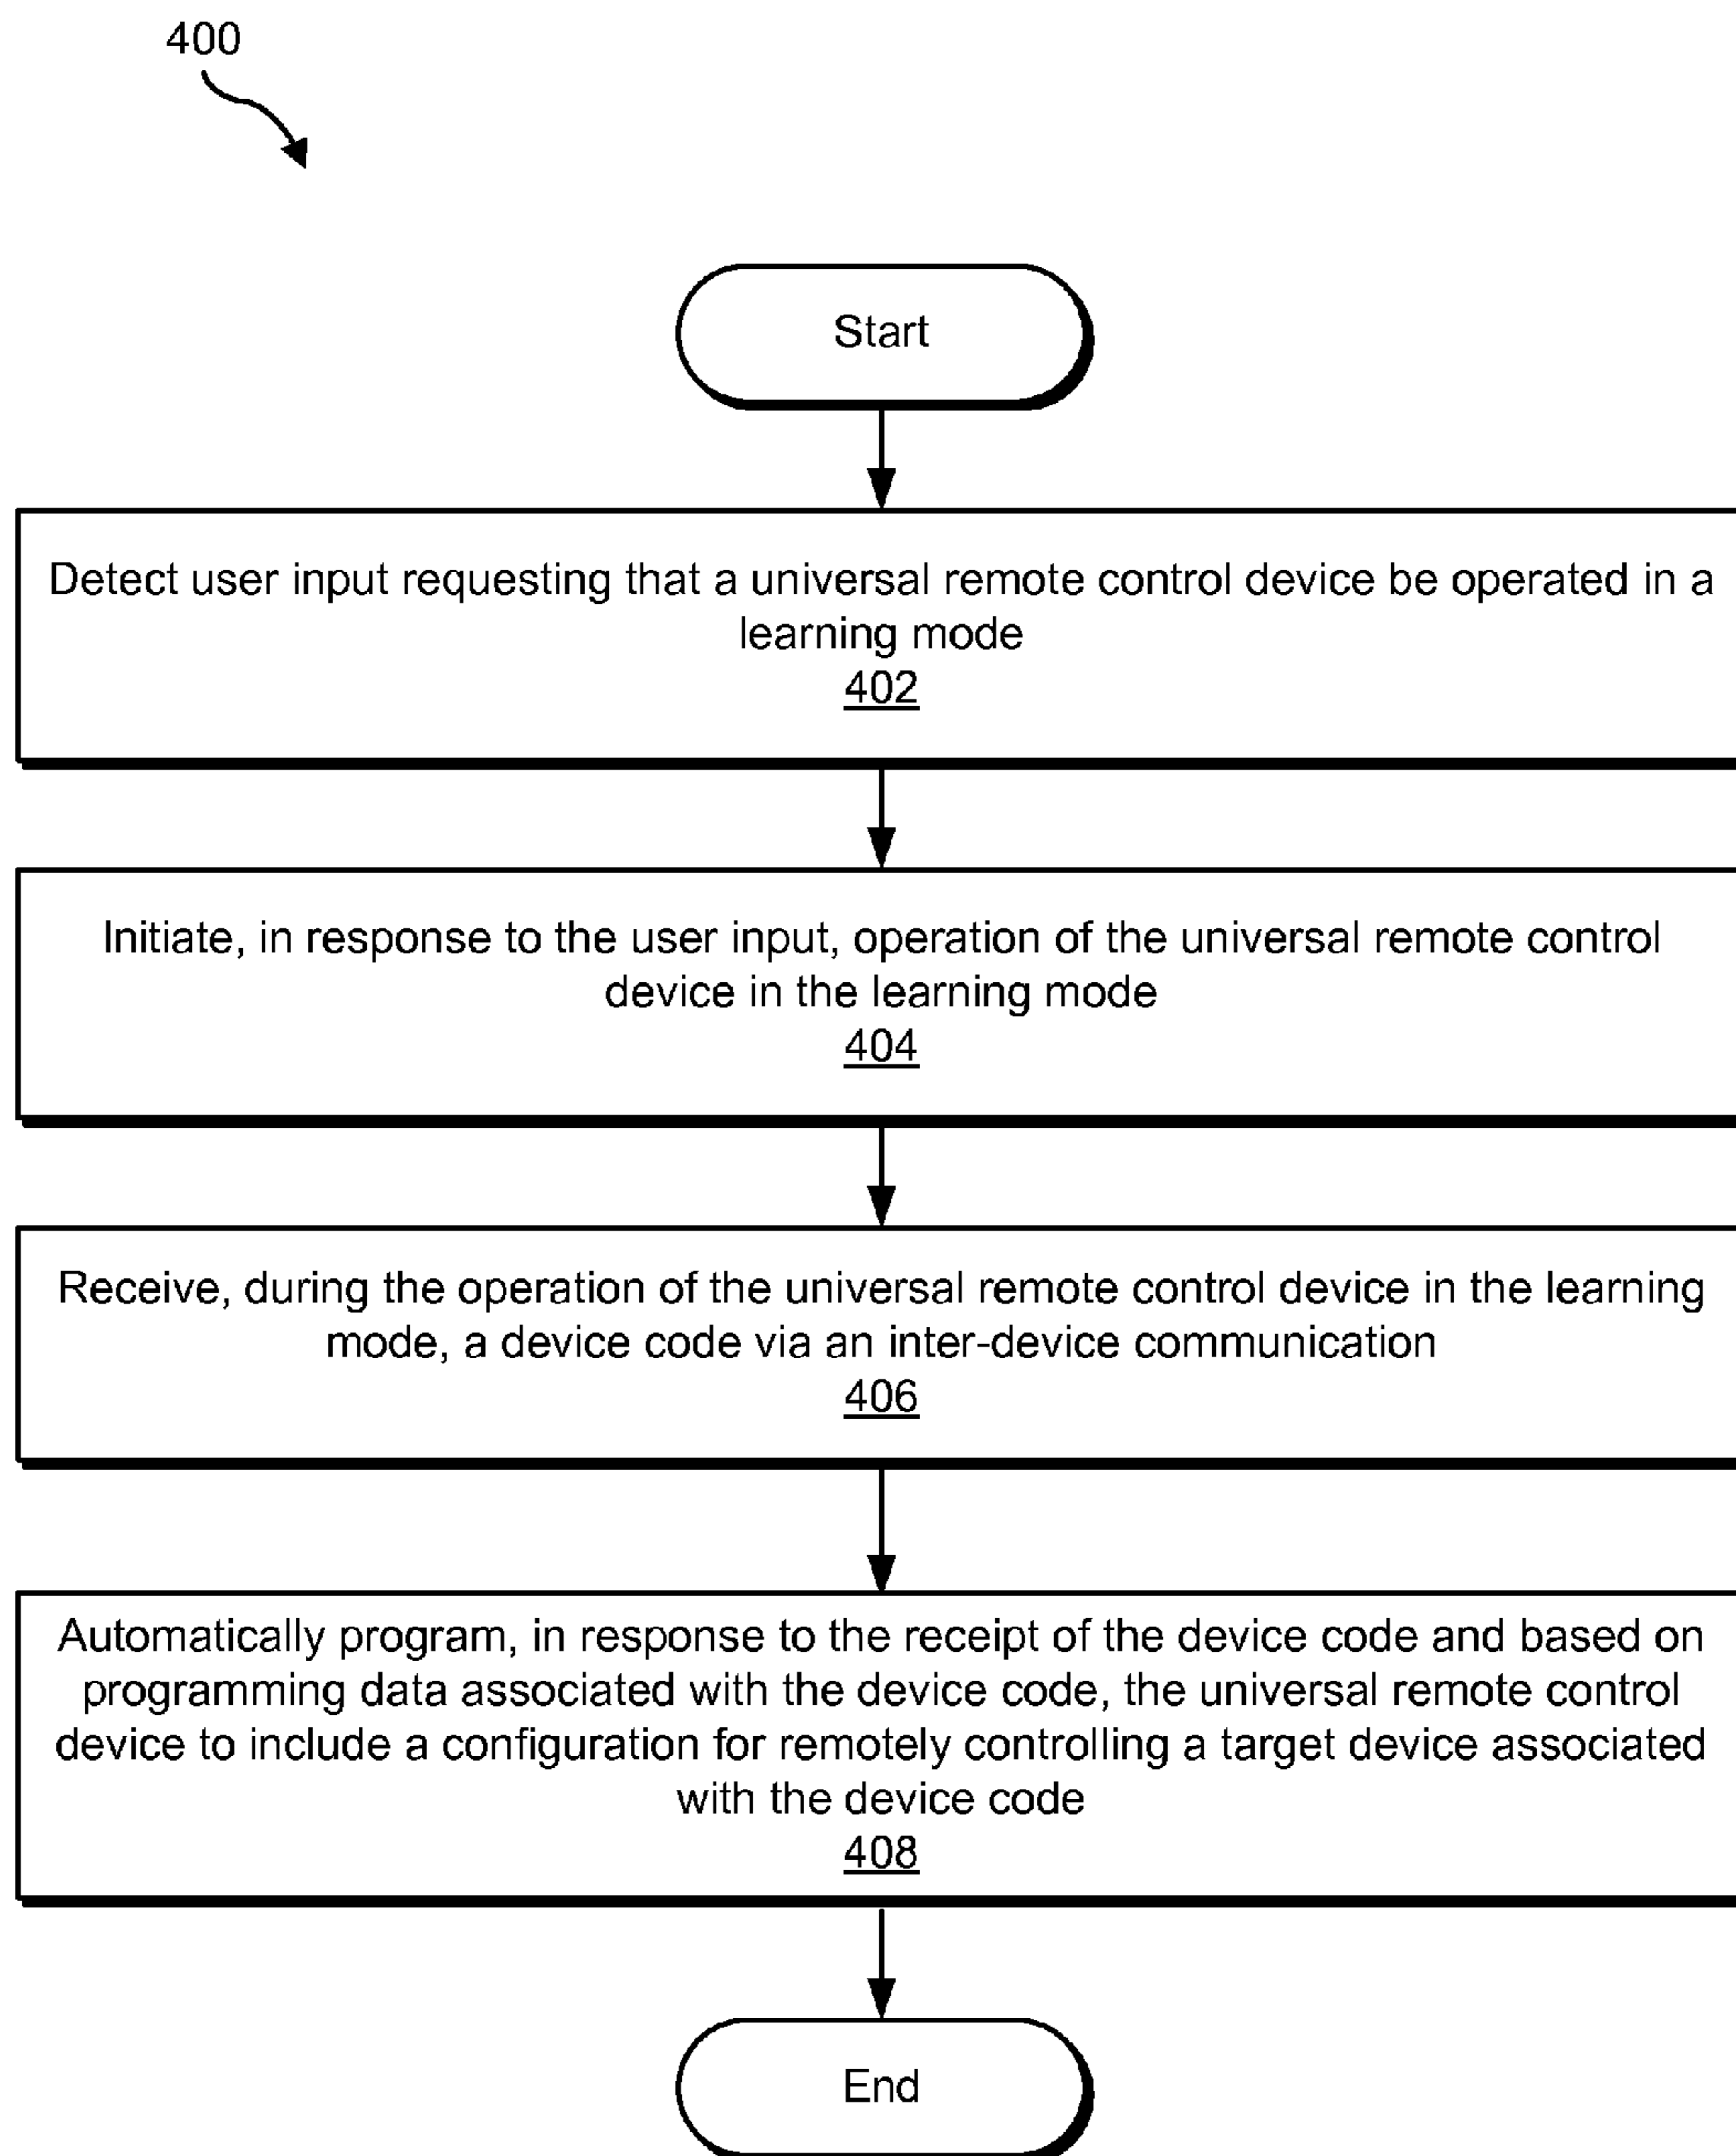 400
Start
Detect user input requesting that a universal remote control device be operated in a
learning mode
402
Initiate, in response to the user input, operation of the universal remote control
device in the learning mode
404
Receive, during the operation of the universal remote control device in the learning
mode, a device code via an inter-device communication
406
Automatically program, in response to the receipt of the device code and based on
programming data associated with the device code, the universal remote control
device to include a configuration for remotely controlling a target device associated
with the device code
408
End